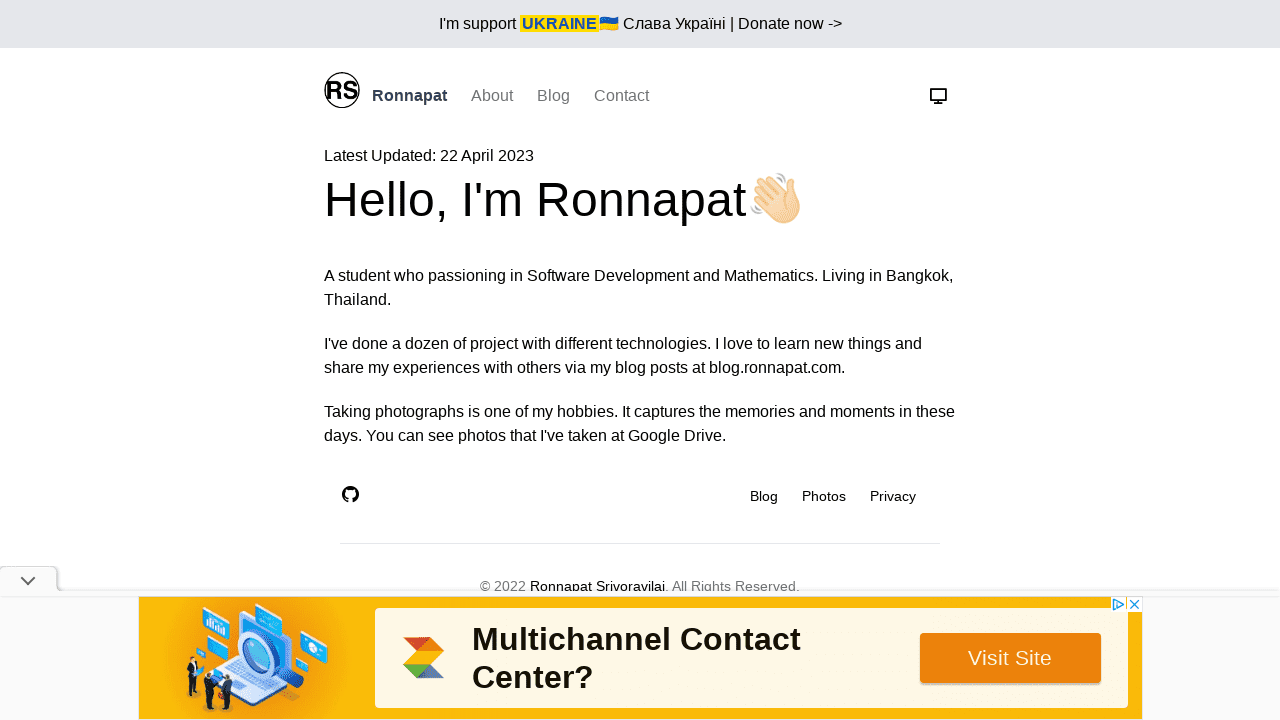 I'm support UKRAINE🇺🇦 Слава Україні | Donate now ->
RS
Ronnapat About Blog Contact
Latest Updated: 22 April 2023
Hello, I'm Ronnapat👋🏻
A student who passioning in Software Development and Mathematics. Living in Bangkok,
Thailand.
I've done a dozen of project with different technologies. I love to learn new things and
share my experiences with others via my blog posts at blog.ronnapat.com.
Taking photographs is one of my hobbies. It captures the memories and moments in these
days. You can see photos that I've taken at Google Drive.
Blog Photos Privacy
© 2022 Ronnapat Srivoravilai. All Rights Reserved.
Multichannel Contact
Center?
Visit Site